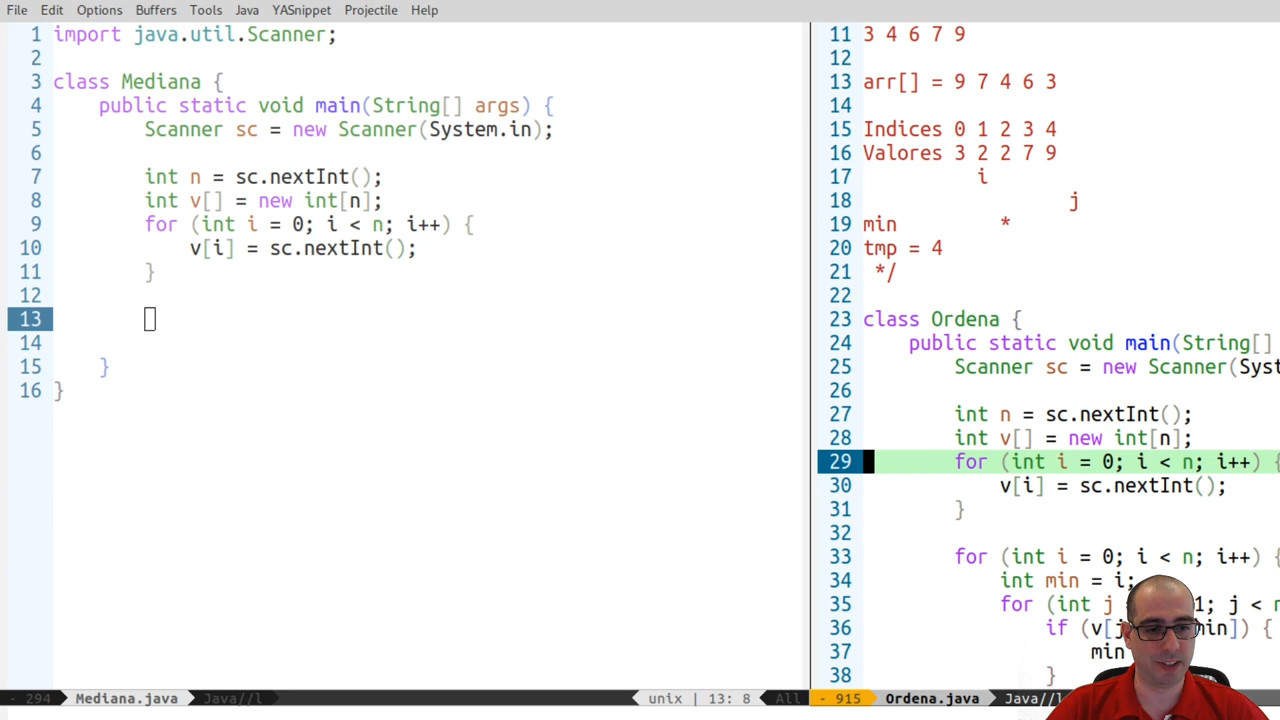 File Edit Options Buffers Tools Java YASnippet Projectile Help
1 import java.util.Scanner;
2
3 class Mediana {
4 public static void main(String[] args) {
5 Scanner sc = new Scanner(System.in);
6
7 int n = sc.nextInt();
8 int v[] = new int[n];
9 for (int i = 0; i < n; i++) {
10 v[i] = sc.nextInt();
11 }
12
13
14
15 }
16 }
- 294 Mediana.java Java//l unix | 13: 8 All
11 3 4 6 7 9
12
13 arr[] = 9 7 4 6 3
14
15 Indices 0 1 2 3 4
16 Valores 3 2 2 7 9
17 i
18 j
19 min *
20 tmp = 4
21 */
22
23 class Ordena {
24 public static void main(String[]
25 Scanner sc = new Scanner(Syst
26
27 int n = sc.nextInt();
28 int v[] = new int[n];
29 for (int i = 0; i < n; i++) {
30 v[i] = sc.nextInt();
31 }
32
33 for (int i = 0; i < n; i++) {
34 int min = i;
35 for (int j 1; j < n
36 if (v[j min]) {
37 min
38 }
- 915 Ordena.java Java//l